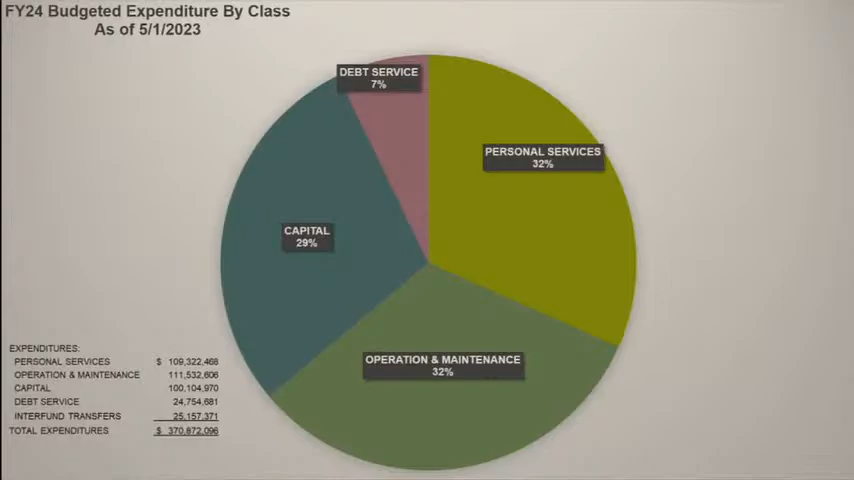 FY24 Budgeted Expenditure By Class
As of 5/1/2023
DEBT SERVICE
7%
PERSONAL SERVICES
32%
CAPITAL
29%
OPERATION & MAINTENANCE
32%
EXPENDITURES:
PERSONAL SERVICES $ 109,322,468
OPERATION & MAINTENANCE 111,532,606
CAPITAL 100,104,970
DEBT SERVICE 24,754,681
INTERFUND TRANSFERS 25,157,371
TOTAL EXPENDITURES $ 370,872,096